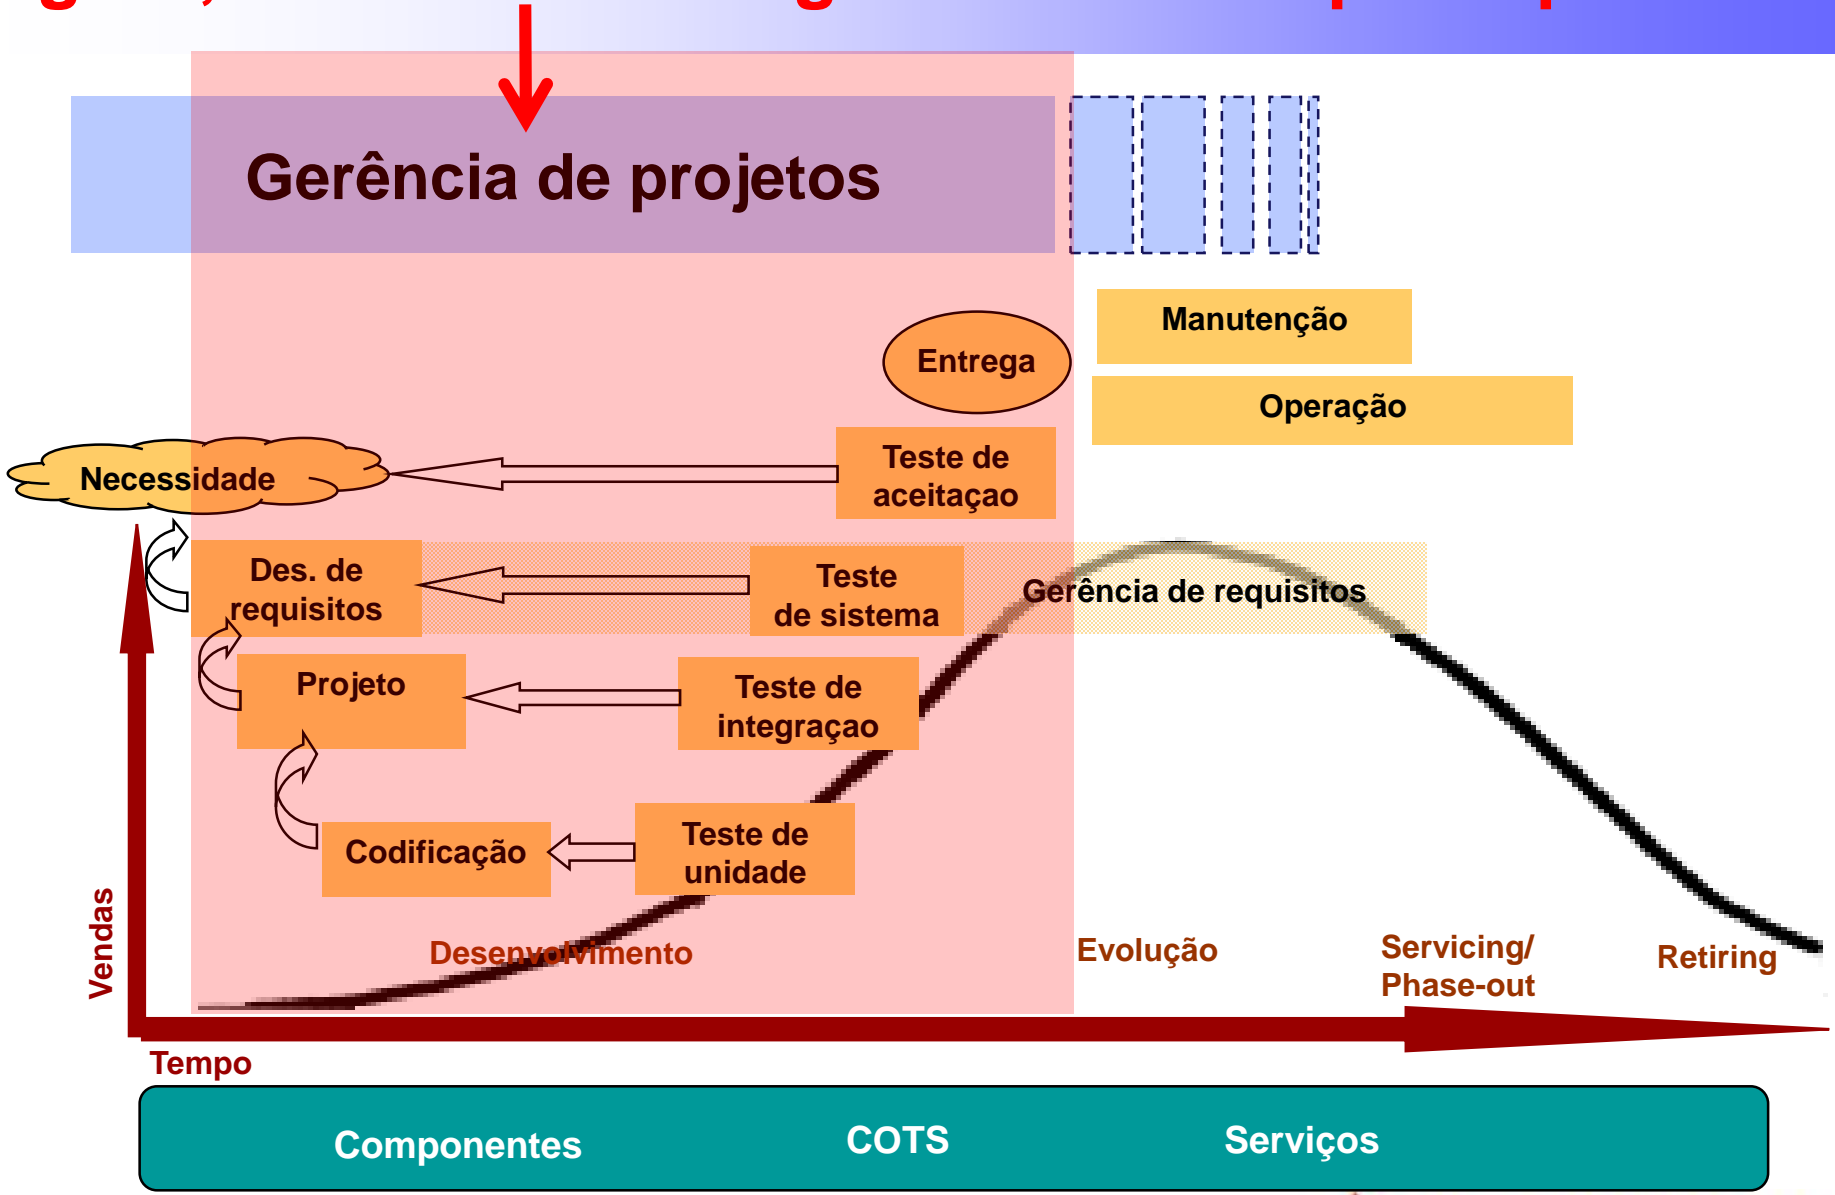 Gerência de projetos
Manutenção
Entrega
Operação
Teste de
aceitaçao
Necessidade
Des. de
requisitos
Teste
de sistema
Gerência de requisitos
Projeto
Teste de
integraçao
Codificação
Teste de
unidade
Vendas
Desenvolvimento
Evolução
Servicing/
Phase-out
Retiring
Tempo
Componentes
COTS
Serviços